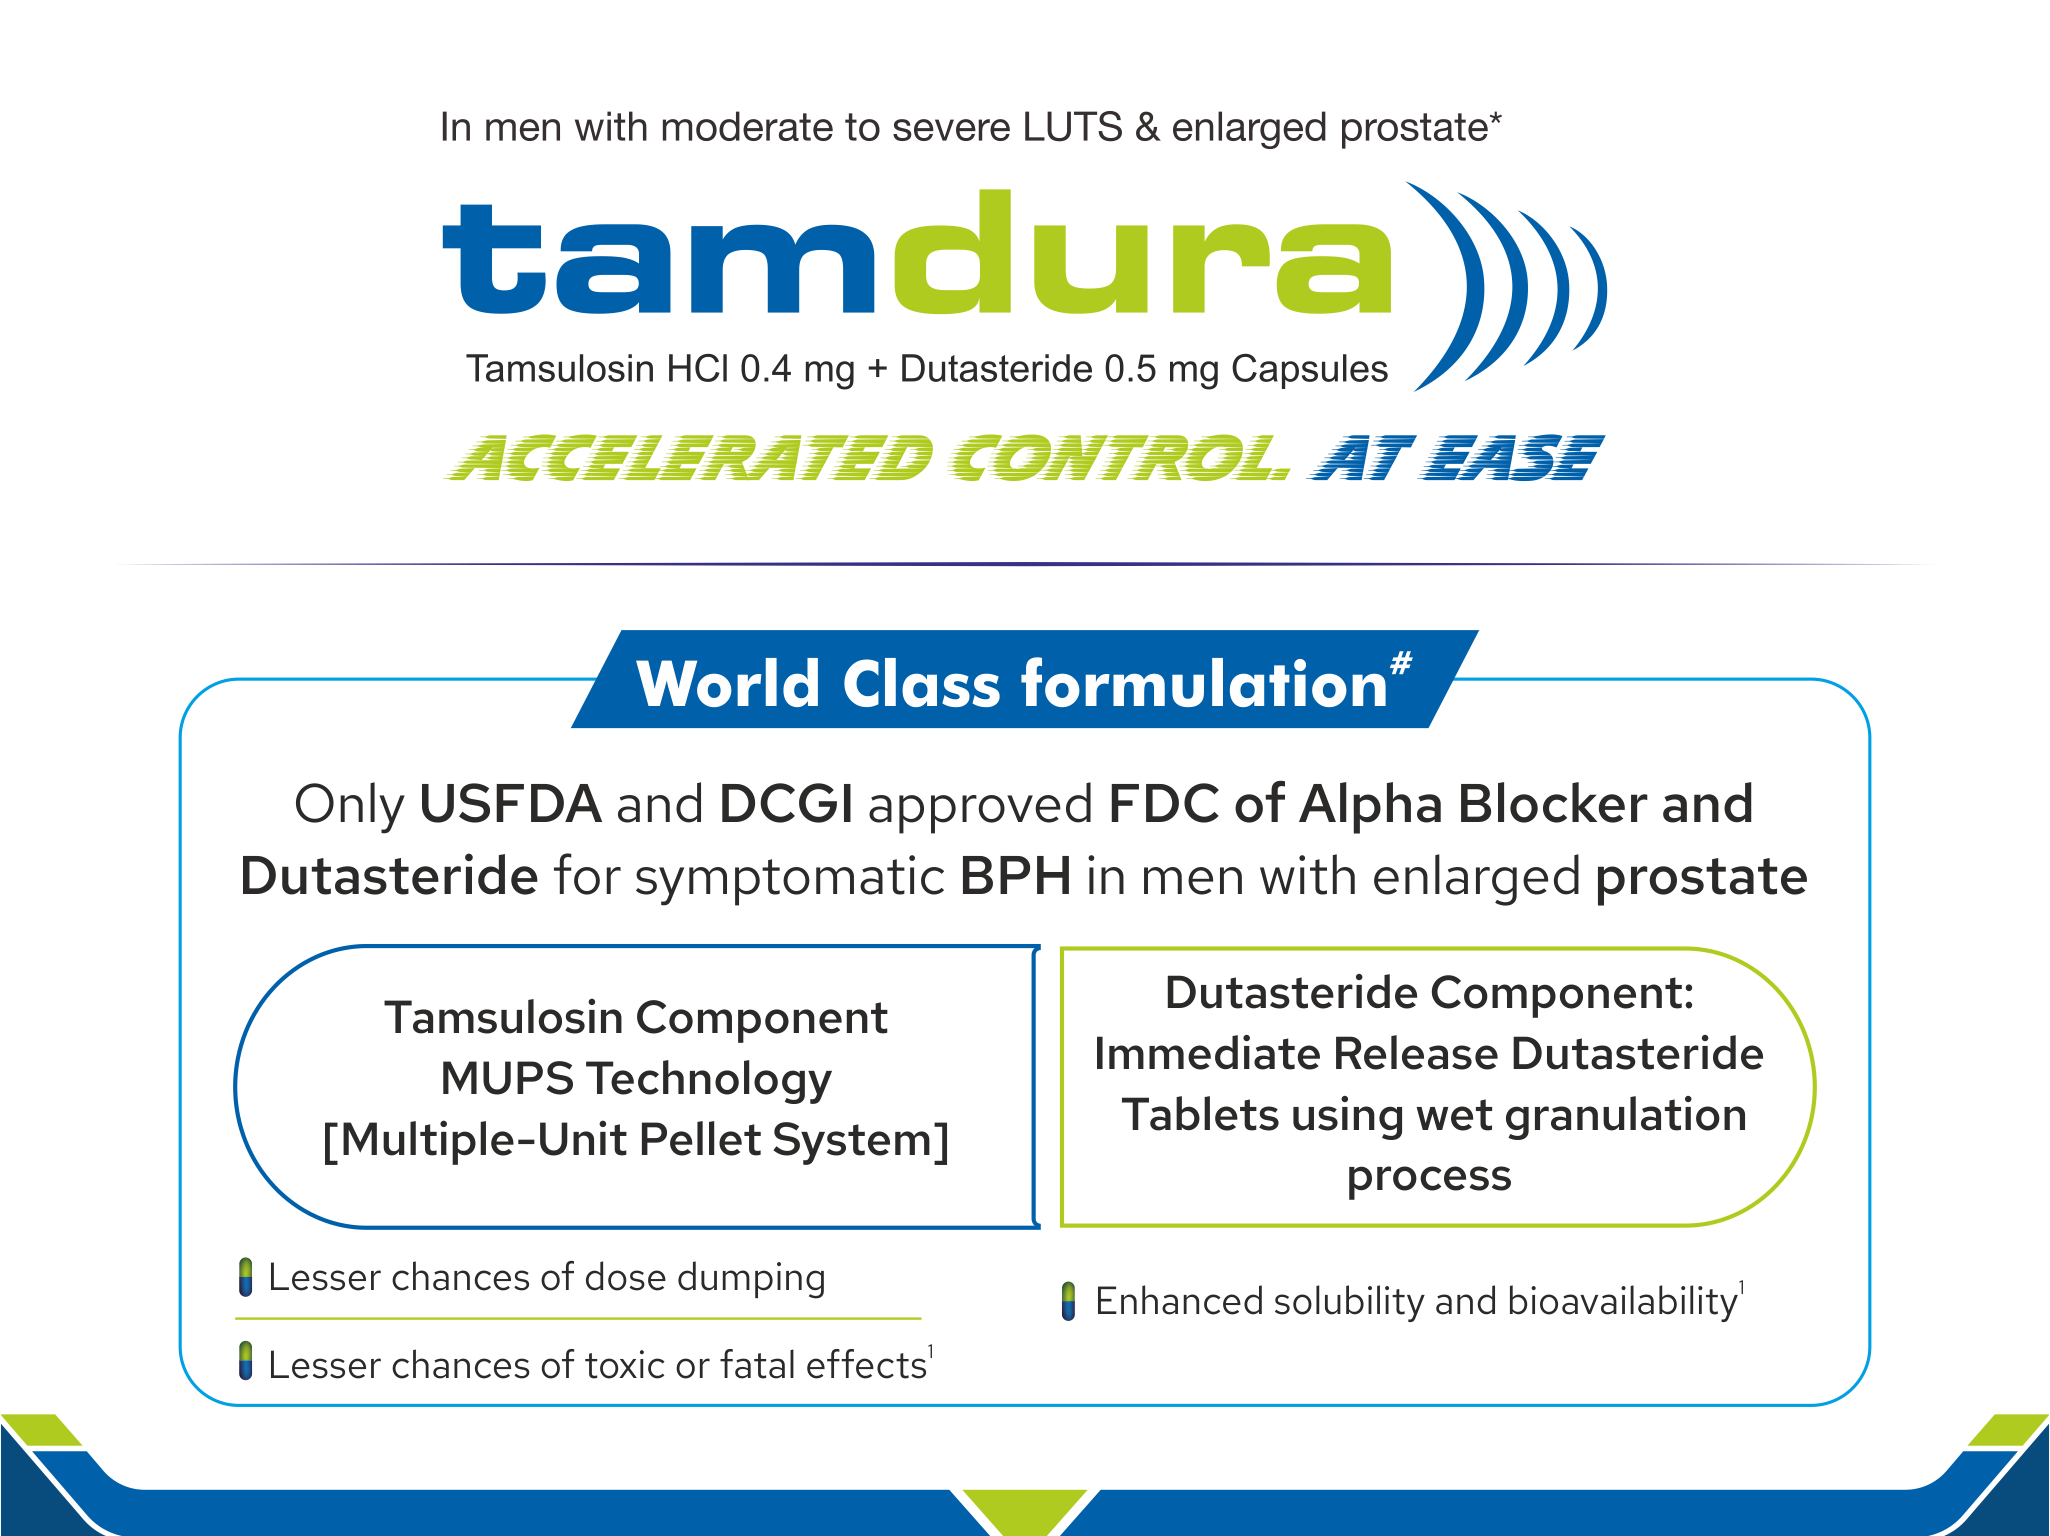 In men with moderate to severe LUTS & enlarged prostate*
tamdura
Tamsulosin HCl 0.4 mg + Dutasteride 0.5 mg Capsules
ACCELERATED CONTROL. AT EASE
World Class formulation#
Only USFDA and DCGI approved FDC of Alpha Blocker and
Dutasteride for symptomatic BPH in men with enlarged prostate
Tamsulosin Component
MUPS Technology
[Multiple-Unit Pellet System]
Lesser chances of dose dumping
Lesser chances of toxic or fatal effects1
Dutasteride Component:
Immediate Release Dutasteride
Tablets using wet granulation
process
Enhanced solubility and bioavailability1